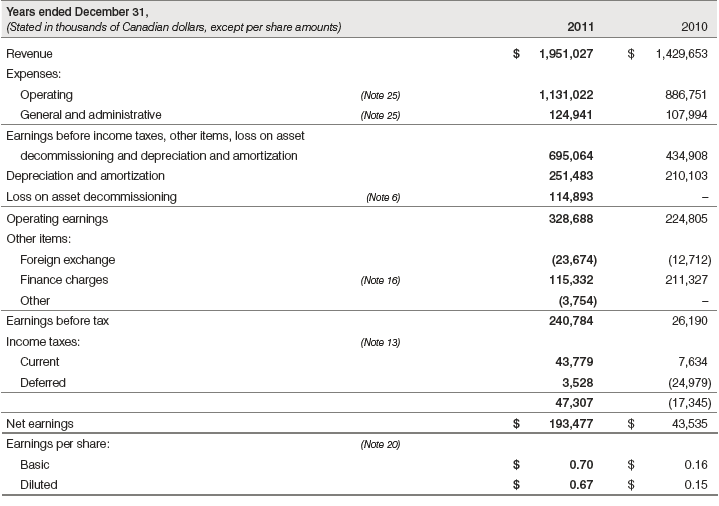 Years ended December 31,
(Stated in thousands of Canadian dollars, except per share amounts) 2011 2010
Revenue $ 1,951,027 $ 1,429,653
Expenses:
Operating (Note 25) 1,131,022 886,751
General and administrative (Note 25) 124,941 107,994
Earnings before income taxes, other items, loss on asset
decommissioning and depreciation and amortization 695,064 434,908
Depreciation and amortization 251,483 210,103
Loss on asset decommissioning (Note 6) 114,893 –
Operating earnings 328,688 224,805
Other items:
Foreign exchange (23,674) (12,712)
Finance charges (Note 16) 115,332 211,327
Other (3,754) –
Earnings before tax 240,784 26,190
Income taxes: (Note 13)
Current 43,779 7,634
Deferred 3,528 (24,979)
47,307 (17,345)
Net earnings $ 193,477 $ 43,535
Earnings per share: (Note 20)
Basic $ 0.70 $ 0.16
Diluted $ 0.67 $ 0.15